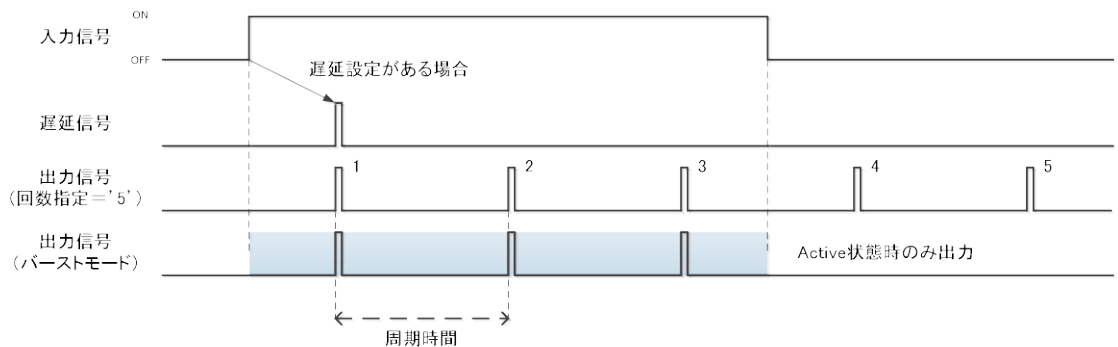 ON
入力信号
OFF
遅延設定がある場合
遅延信号
1 2 3 4 5
出力信号
(回数指定='5')
出力信号
(バーストモード)
Active状態時のみ出力
周期時間